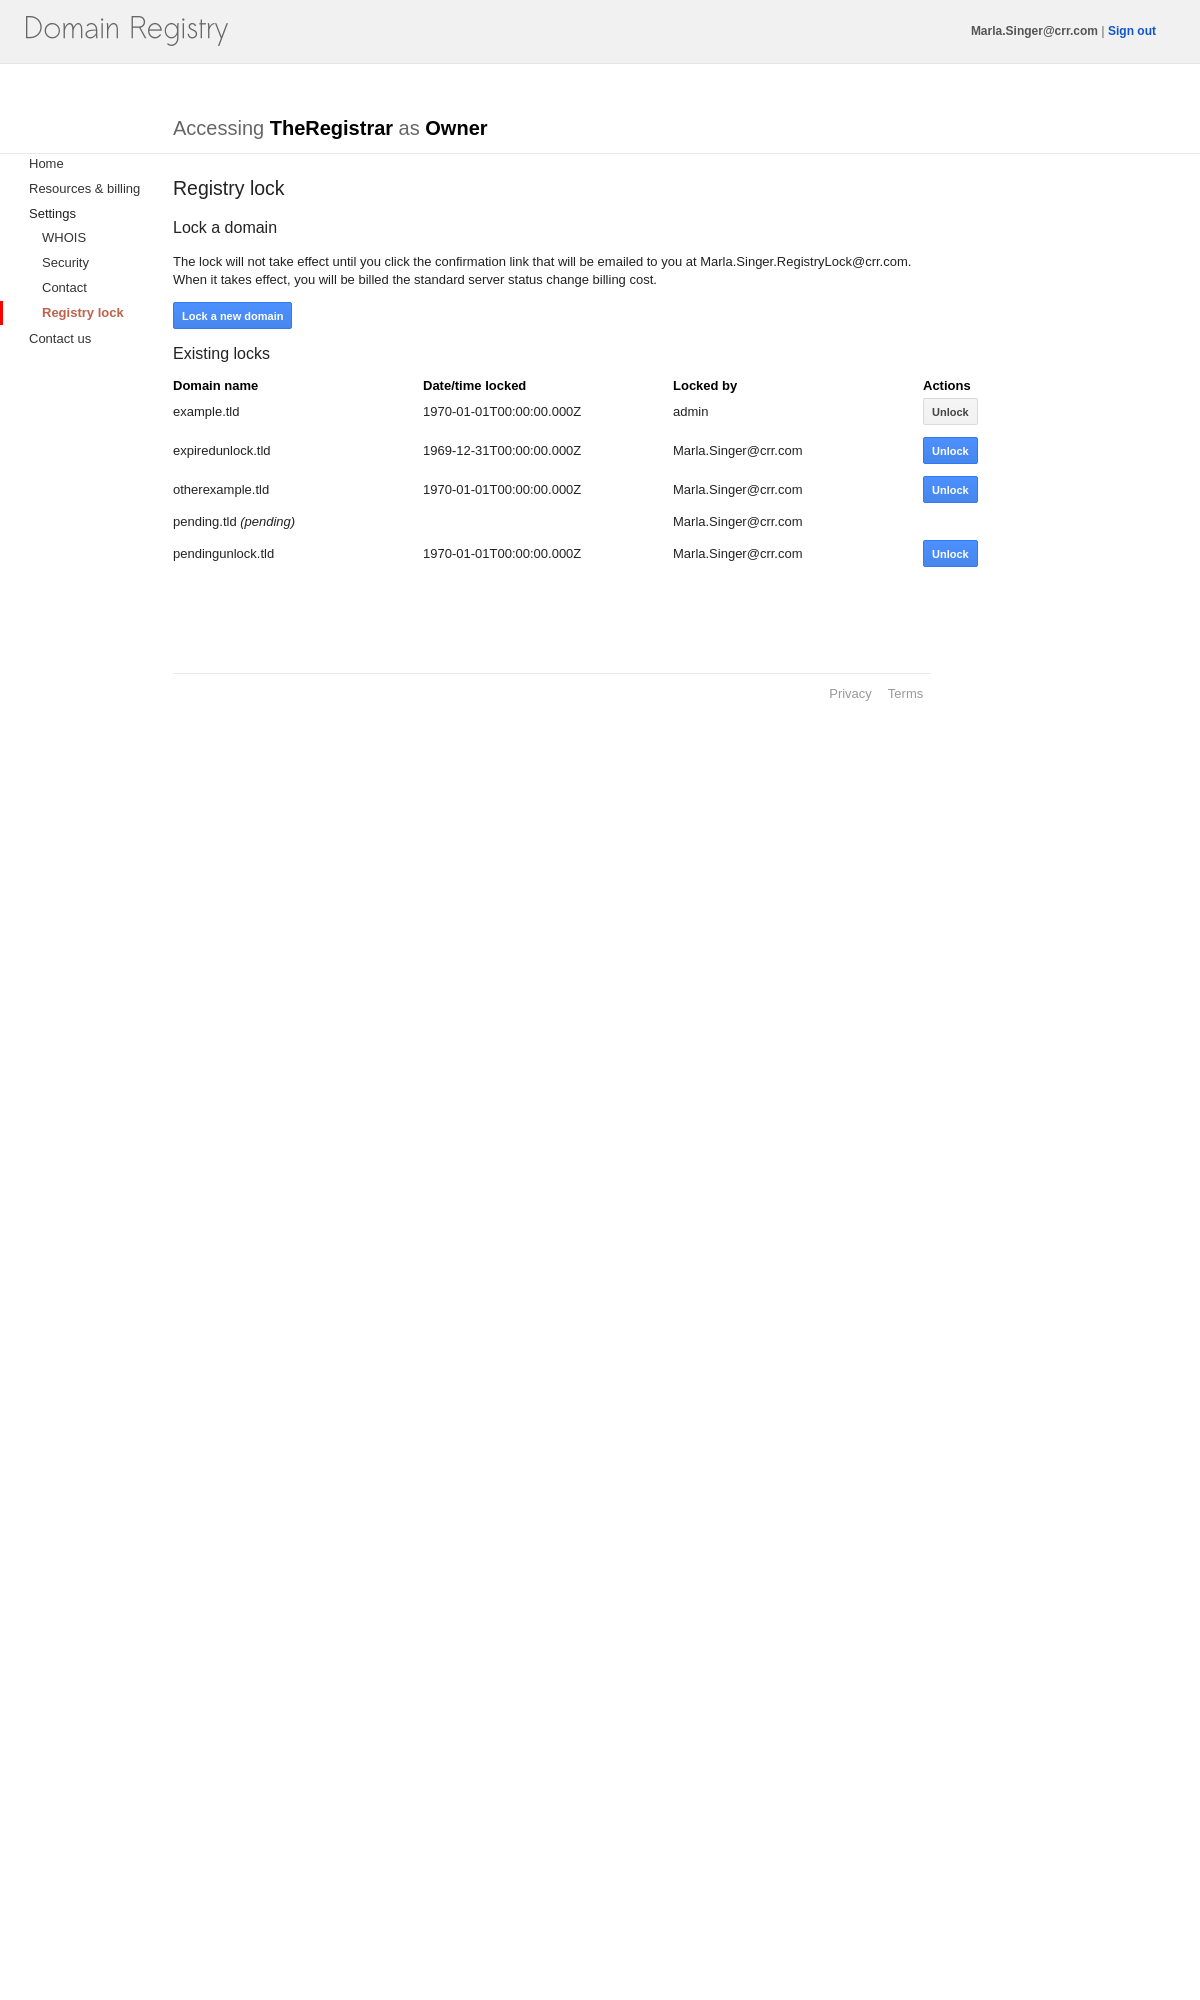 Domain Registry
Marla.Singer@crr.com | Sign out
Accessing TheRegistrar as Owner
Home
Resources & billing
Settings
WHOIS
Security
Contact
Registry lock
Contact us
Registry lock
Lock a domain
The lock will not take effect until you click the confirmation link that will be emailed to you at Marla.Singer.RegistryLock@crr.com.
When it takes effect, you will be billed the standard server status change billing cost.
Lock a new domain
Existing locks
Domain name Date/time locked Locked by Actions
example.tld 1970-01-01T00:00:00.000Z admin Unlock
expiredunlock.tld 1969-12-31T00:00:00.000Z Marla.Singer@crr.com Unlock
otherexample.tld 1970-01-01T00:00:00.000Z Marla.Singer@crr.com Unlock
pending.tld (pending) Marla.Singer@crr.com
pendingunlock.tld 1970-01-01T00:00:00.000Z Marla.Singer@crr.com Unlock
Privacy Terms